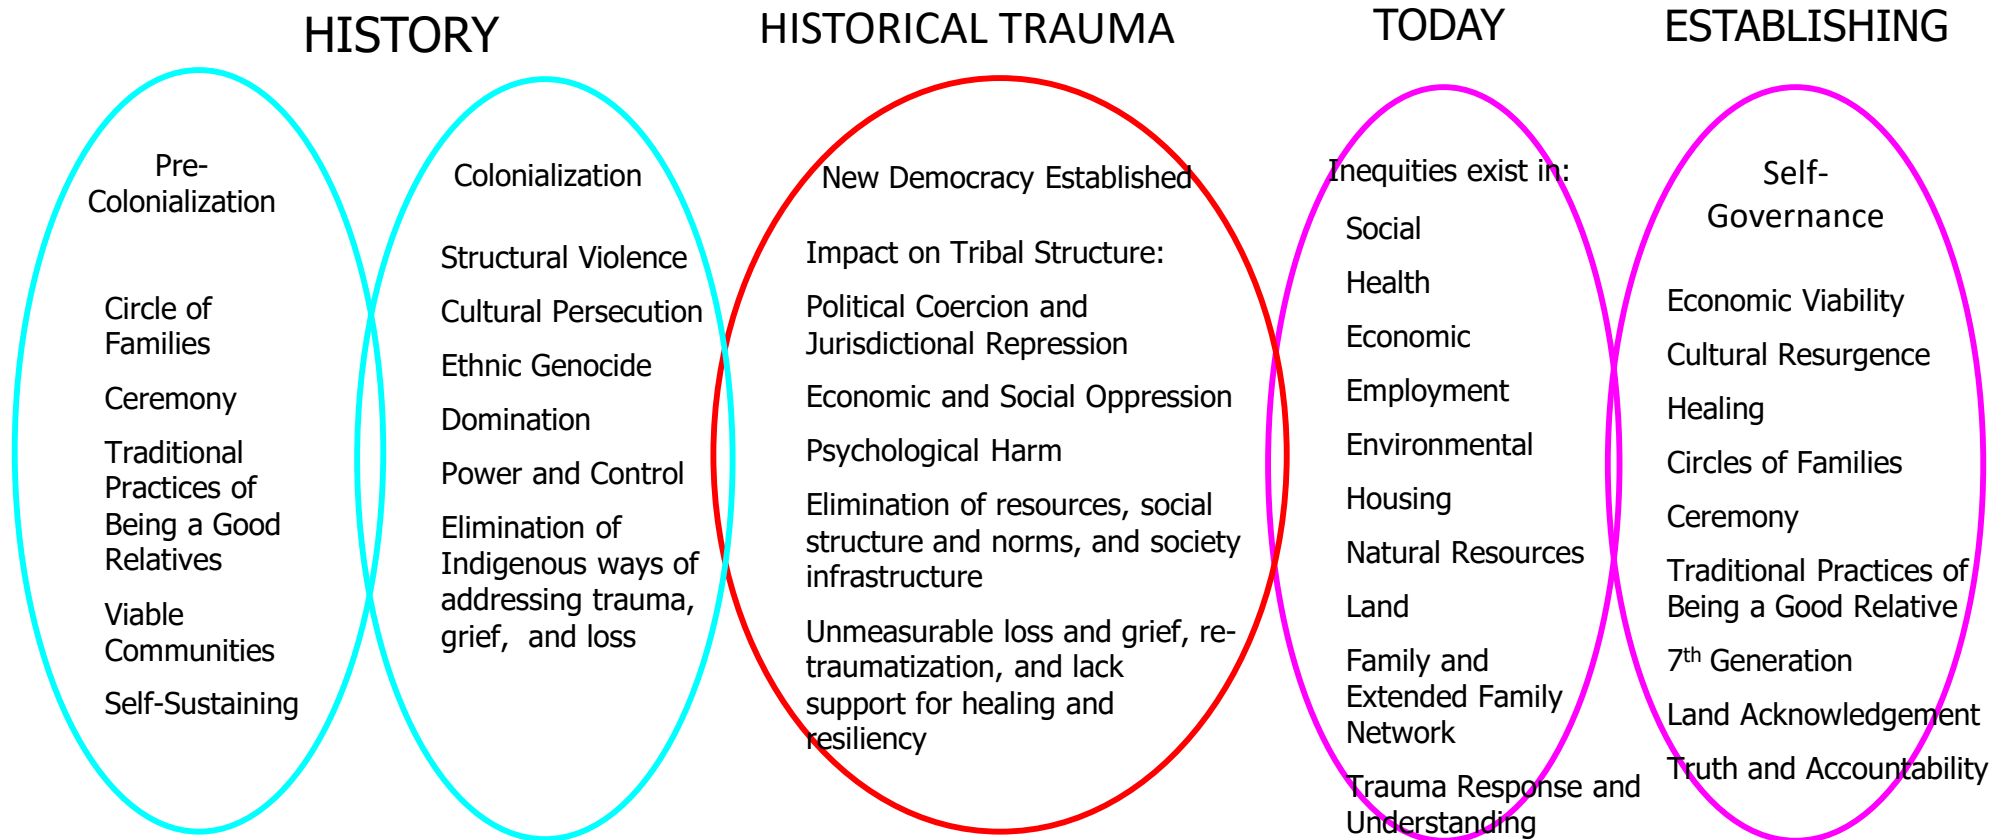 HISTORY
HISTORICAL TRAUMA
TODAY
ESTABLISHING
Pre-
Colonialization
Circle of
Families
Ceremony
Traditional
Practices of
Being a Good
Relatives
Viable
Communities
Self-Sustaining
Colonialization
Structural Violence
Cultural Persecution
Ethnic Genocide
Domination
Power and Control
Elimination of
Indigenous ways of
addressing trauma,
grief,  and loss
New Democracy Established
Impact on Tribal Structure:
Political Coercion and
Jurisdictional Repression
Economic and Social Oppression
Psychological Harm
Elimination of resources, social
structure and norms, and society
infrastructure
Unmeasurable loss and grief, re-
traumatization, and lack
support for healing and
resiliency
Inequities exist in:
Social
Health
Economic
Employment
Environmental
Housing
Natural Resources
Land
Family and
Extended Family
Network
Trauma Response and
Understanding
Self-
Governance
Economic Viability
Cultural Resurgence
Healing
Circles of Families
Ceremony
Traditional Practices of
Being a Good Relative
7th Generation
Land Acknowledgement
Truth and Accountability